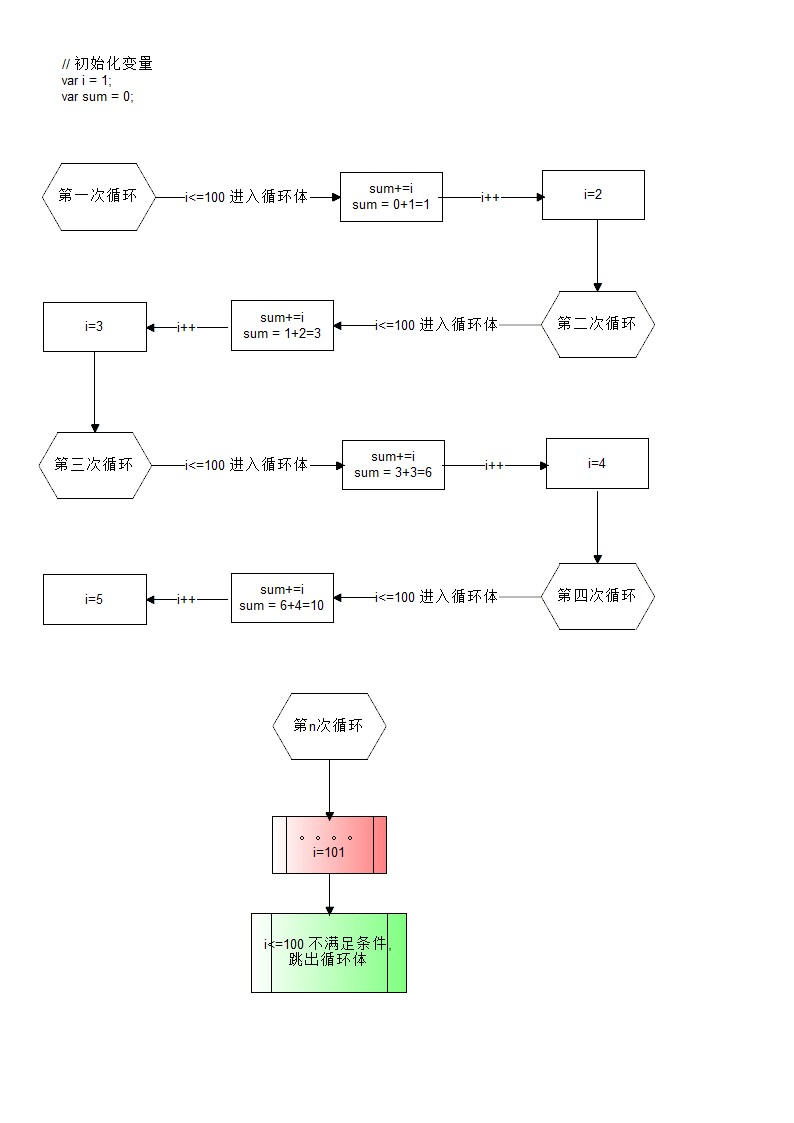 // 初始化变量
var i = 1;
var sum = 0;
第一次循环
i<=100 进入循环体
sum+=i
sum = 0+1=1
i++
i=2
第二次循环
i<=100 进入循环体
sum+=i
sum = 1+2=3
i++
i=3
第三次循环
i<=100 进入循环体
sum+=i
sum = 3+3=6
i++
i=4
第四次循环
i<=100 进入循环体
sum+=i
sum = 6+4=10
i++
i=5
第n次循环
。。。。
i=101
i<=100 不满足条件,
跳出循环体